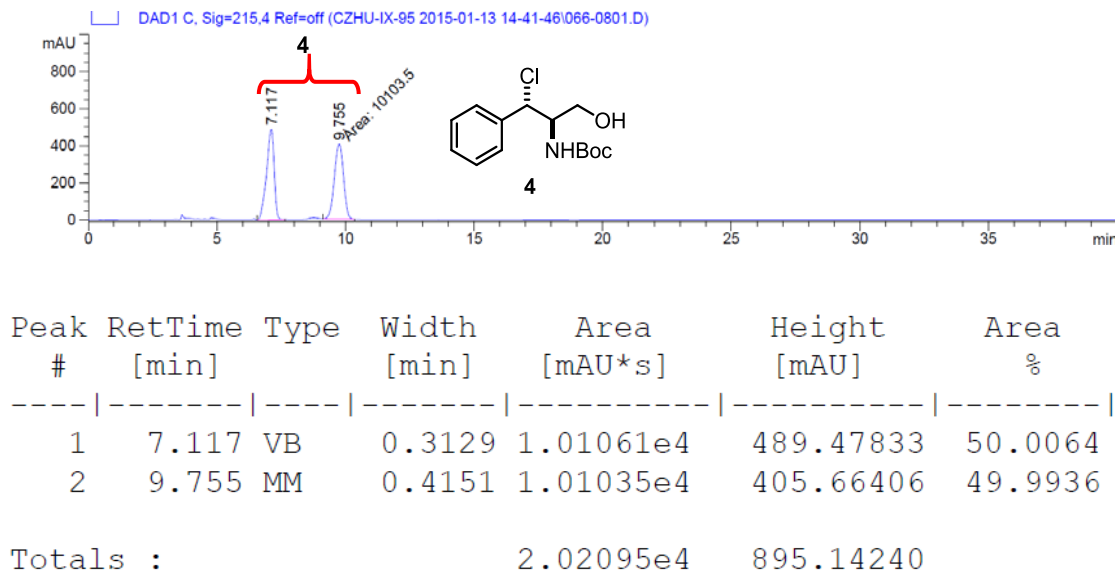 DAD1 C, Sig=215,4 Ref=off (CZHU-IX-95 2015-01-13 14-41-46\066-0801.D)
mAU
800
600
400
200
0
4
7.117
9.755
Area: 10103.5
Cl
OH
NHBoc
4
0 5 10 15 20 25 30 35 min
Peak RetTime Type Width Area Height Area
# [min] [min] [mAU*s] [mAU] %
----|-------|----|-------|----------|----------|--------|
1 7.117 VB 0.3129 1.01061e4 489.47833 50.0064
2 9.755 MM 0.4151 1.01035e4 405.66406 49.9936
Totals : 2.02095e4 895.14240